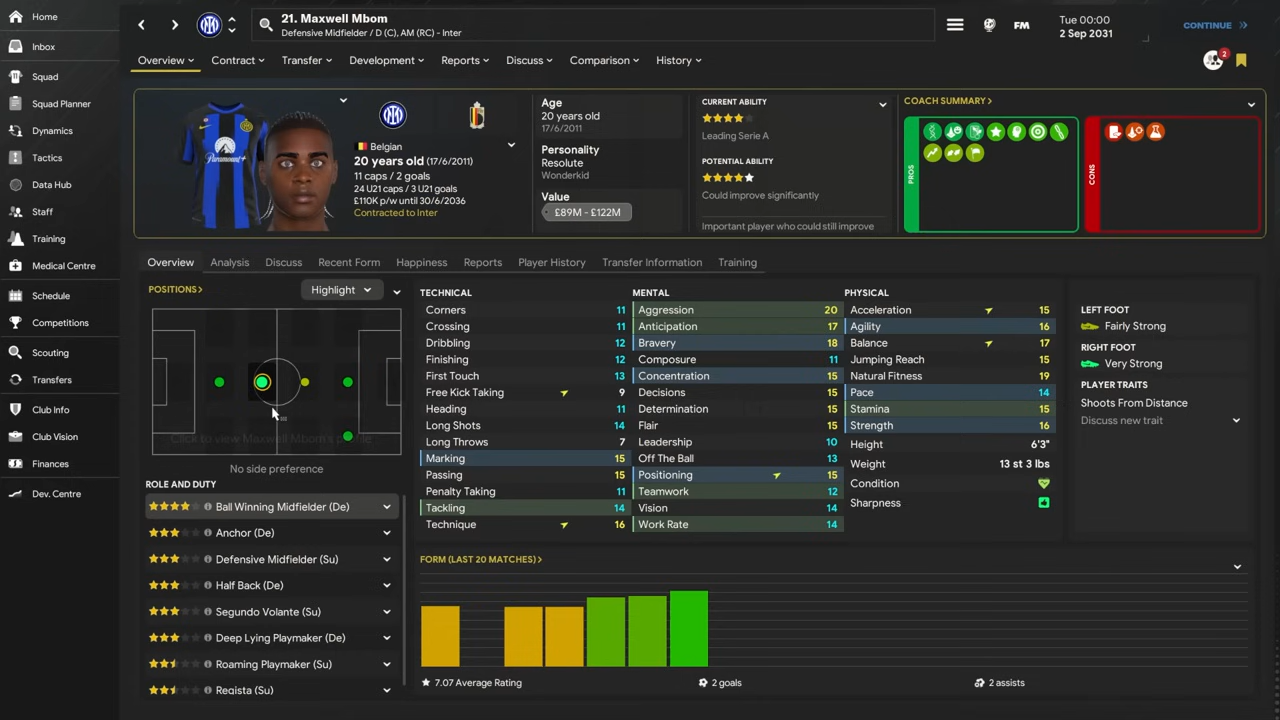 Home
Inbox
Squad
Squad Planner
Dynamics
Tactics
Data Hub
Staff
Training
Medical Centre
Schedule
Competitions
Scouting
Transfers
Club Info
Club Vision
Finances
Dev. Centre
21. Maxwell Mbom
Defensive Midfielder / D (C), AM (RC) - Inter
FM
Tue 00:00
2 Sep 2031
CONTINUE
Overview
Contract
Transfer
Development
Reports
Discuss
Comparison
History
2
Paramount+
Belgian
20 years old (17/6/2011)
11 caps / 2 goals
24 U21 caps / 3 U21 goals
£110K p/w until 30/6/2036
Contracted to Inter
Age
20 years old
17/6/2011
Personality
Resolute
Wonderkid
Value
£89M - £122M
CURRENT ABILITY
Leading Serie A
POTENTIAL ABILITY
Could improve significantly
Important player who could still improve
COACH SUMMARY >
PROS
CONS
Overview
Analysis
Discuss
Recent Form
Happiness
Reports
Player History
Transfer Information
Training
POSITIONS >
Highlight
Click to view Maxwell Mbom's profile
No side preference
ROLE AND DUTY
Ball Winning Midfielder (De)
Anchor (De)
Defensive Midfielder (Su)
Half Back (De)
Segundo Volante (Su)
Deep Lying Playmaker (De)
Roaming Playmaker (Su)
Regista (Su)
TECHNICAL
Corners 11
Crossing 11
Dribbling 12
Finishing 12
First Touch 13
Free Kick Taking 9
Heading 11
Long Shots 14
Long Throws 7
Marking 15
Passing 15
Penalty Taking 11
Tackling 14
Technique 16
MENTAL
Aggression 20
Anticipation 17
Bravery 18
Composure 11
Concentration 15
Decisions 15
Determination 15
Flair 15
Leadership 10
Off The Ball 13
Positioning 15
Teamwork 12
Vision 14
Work Rate 14
PHYSICAL
Acceleration 15
Agility 16
Balance 17
Jumping Reach 15
Natural Fitness 19
Pace 14
Stamina 15
Strength 16
Height 6'3"
Weight 13 st 3 lbs
Condition
Sharpness
LEFT FOOT
Fairly Strong
RIGHT FOOT
Very Strong
PLAYER TRAITS
Shoots From Distance
Discuss new trait
FORM (LAST 20 MATCHES) >
7.07 Average Rating
2 goals
2 assists